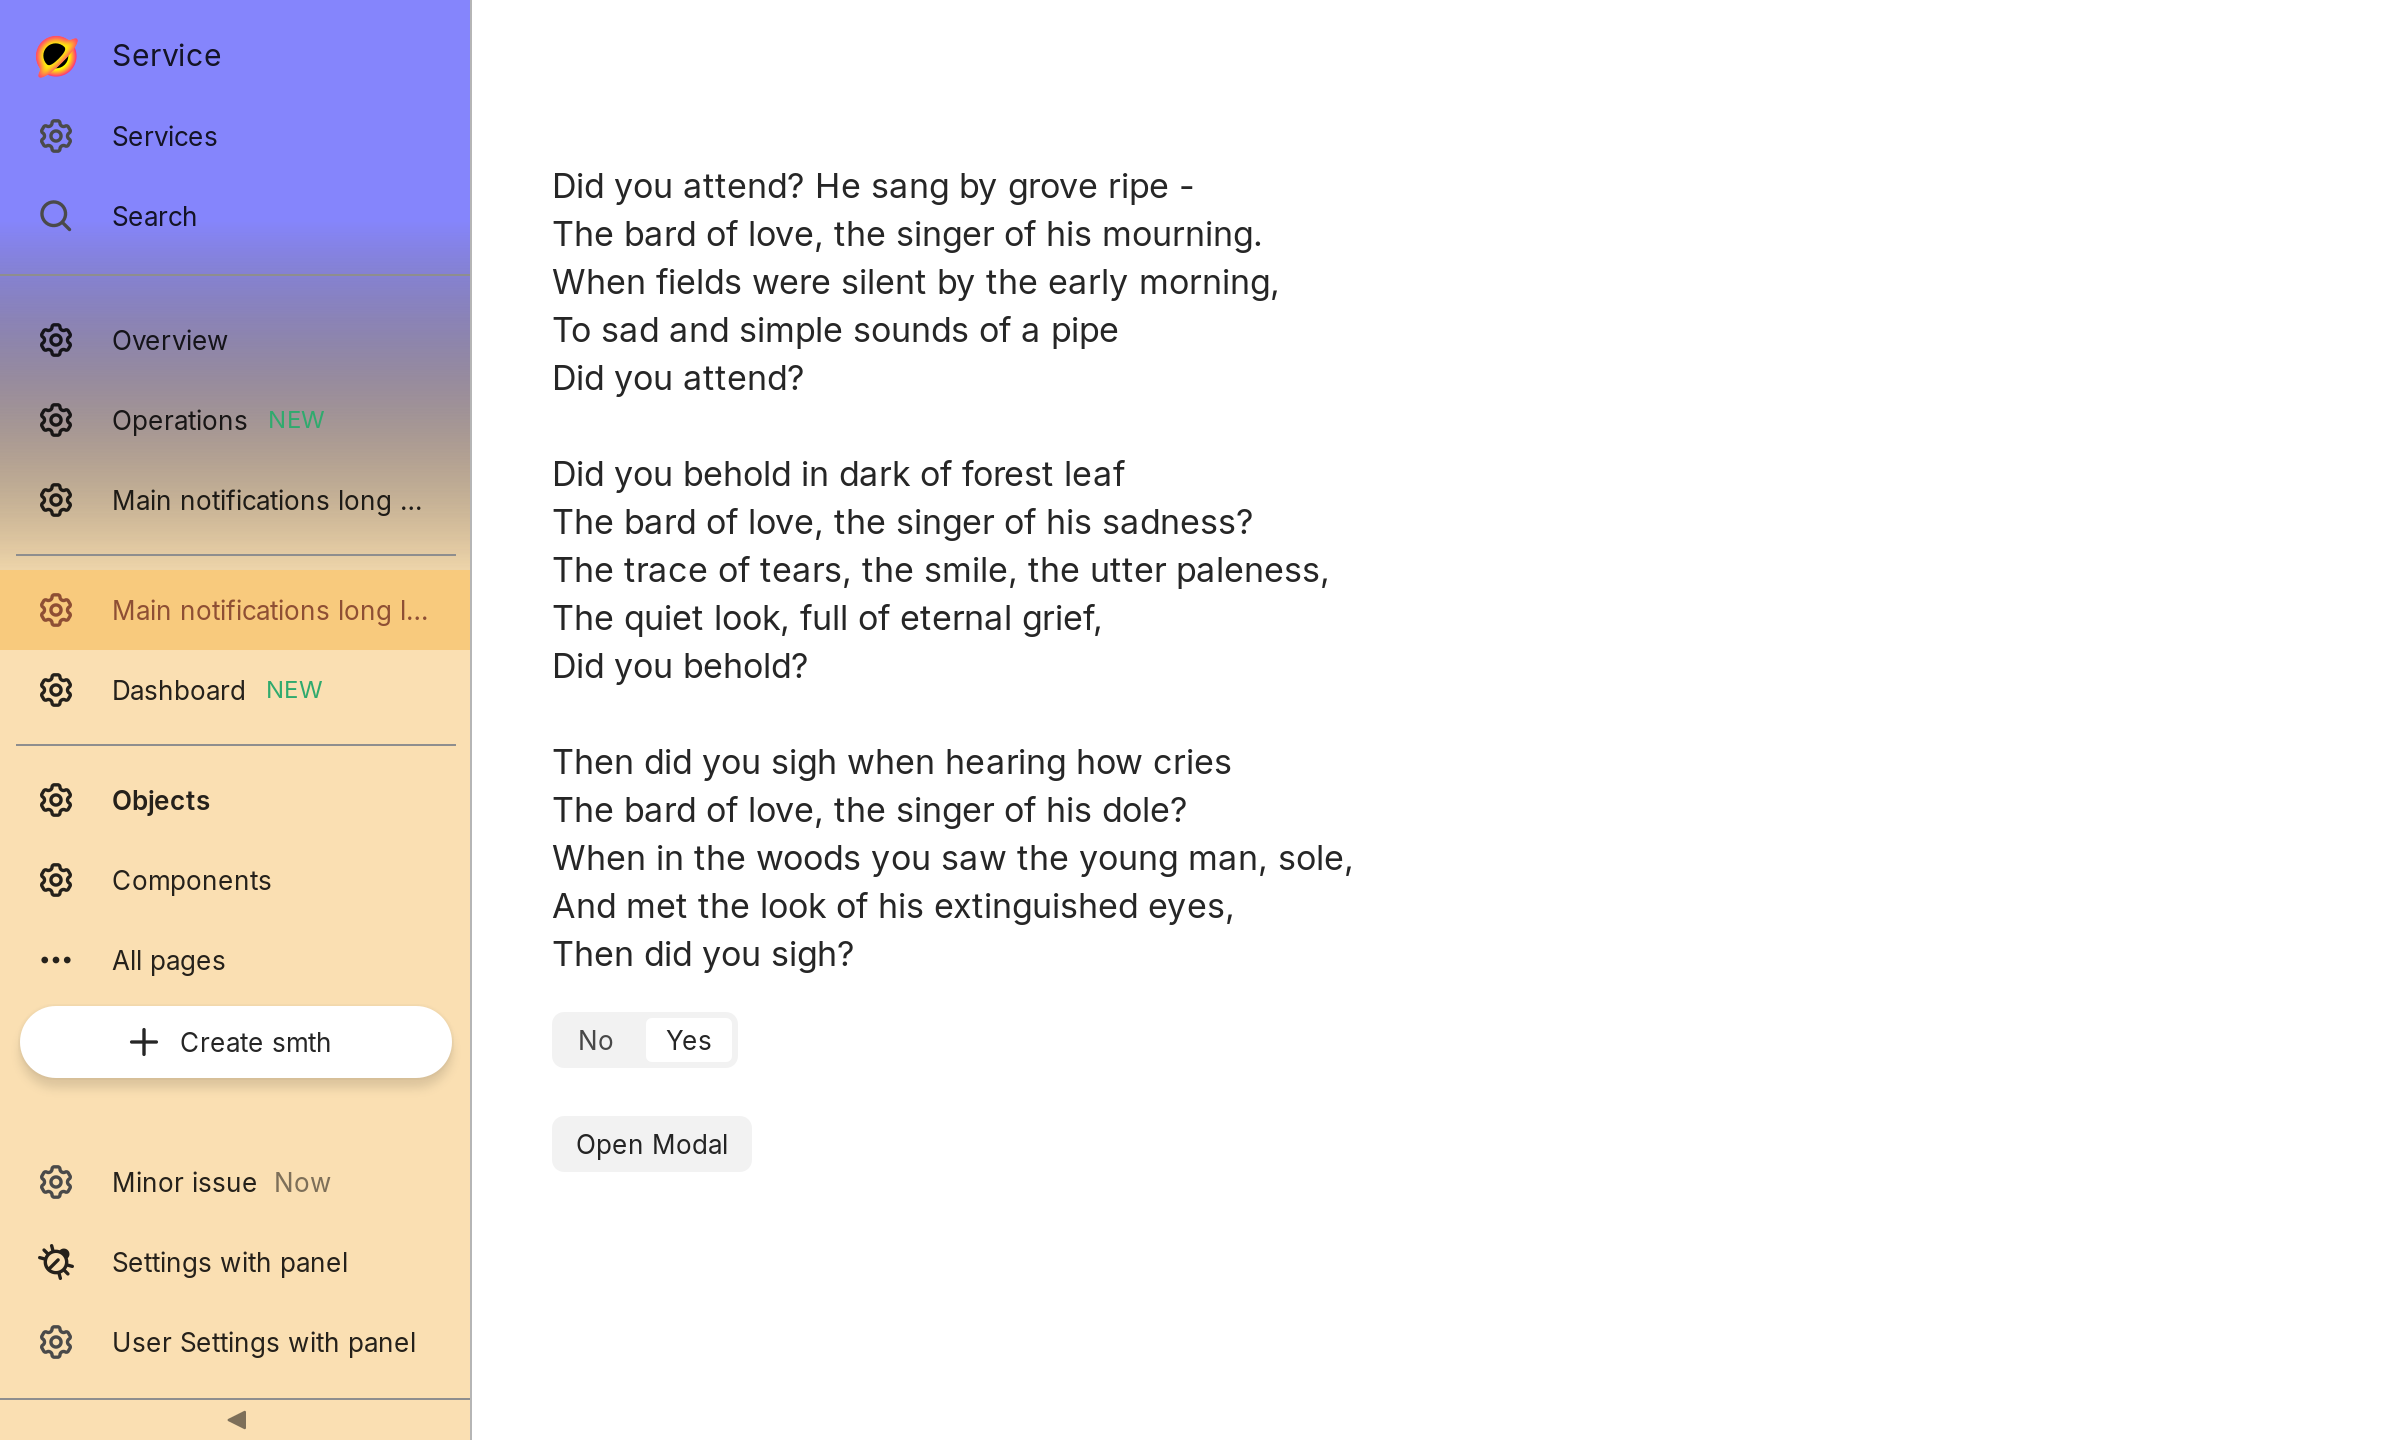 Service
Services
Search
Overview
Operations NEW
Main notifications long ...
Main notifications long l...
Dashboard NEW
Objects
Components
All pages
Create smth
Minor issue Now
Settings with panel
User Settings with panel
Did you attend? He sang by grove ripe -
The bard of love, the singer of his mourning.
When fields were silent by the early morning,
To sad and simple sounds of a pipe
Did you attend?
Did you behold in dark of forest leaf
The bard of love, the singer of his sadness?
The trace of tears, the smile, the utter paleness,
The quiet look, full of eternal grief,
Did you behold?
Then did you sigh when hearing how cries
The bard of love, the singer of his dole?
When in the woods you saw the young man, sole,
And met the look of his extinguished eyes,
Then did you sigh?
No Yes
Open Modal